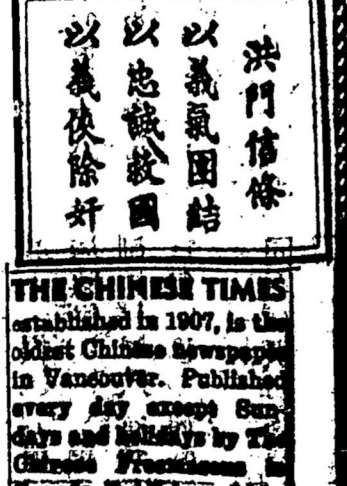 洪門信條
以義氣團結
以忠誠救國
以義俠除奸
THE CHINESE TIMES
established in 1907, is the
oldest Chinese newspaper
in Vancouver. Published
every day except Sun-
days and holidays by The
Chinese Freemasons in